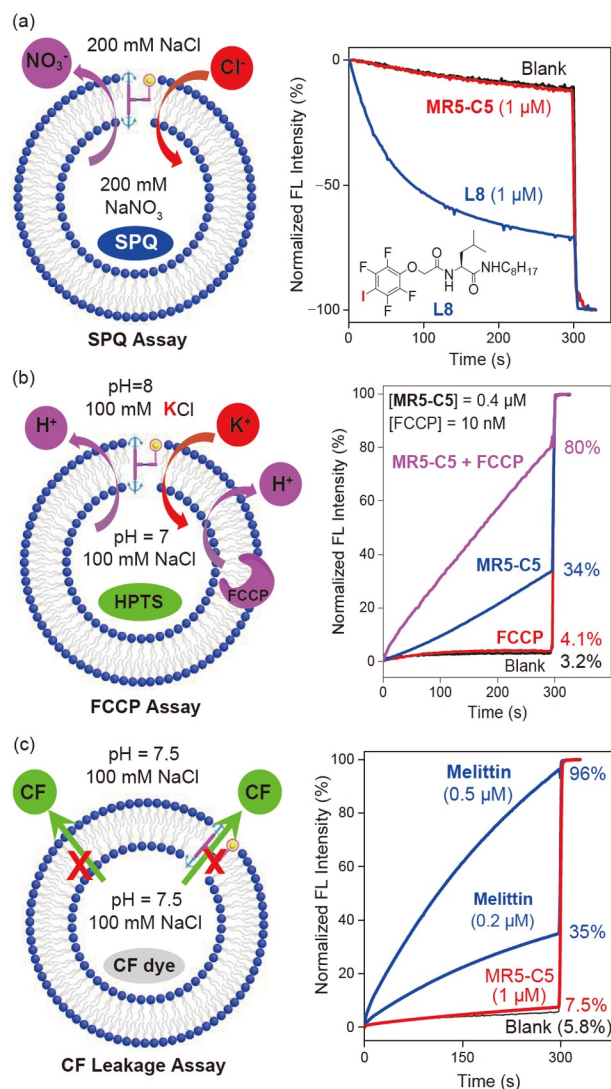 (a)
200 mM NaCl
NO₃⁻
Cl⁻
200 mM
NaNO₃
SPQ
SPQ Assay
Normalized FL Intensity (%)
0
−50
−100
Blank
MR5-C5 (1 µM)
L8 (1 µM)
F
F
I
F
F
O
O
N
H
O
NHC₈H₁₇
L8
0 100 200 300
Time (s)
(b)
pH=8
100 mM KCl
H⁺
K⁺
H⁺
pH = 7
100 mM NaCl
HPTS
FCCP
FCCP Assay
Normalized FL Intensity (%)
100
80
60
40
20
0
[MR5-C5] = 0.4 µM
[FCCP] = 10 nM
MR5-C5 + FCCP
80%
MR5-C5
34%
FCCP
4.1%
Blank
3.2%
0 100 200 300
Time (s)
(c)
pH = 7.5
100 mM NaCl
CF
CF
X
X
pH = 7.5
100 mM NaCl
CF dye
CF Leakage Assay
Normalized FL Intensity (%)
100
80
60
40
20
0
Melittin
(0.5 µM)
96%
Melittin
(0.2 µM)
35%
MR5-C5
(1 µM)
7.5%
Blank (5.8%)
0 150 300
Time (s)